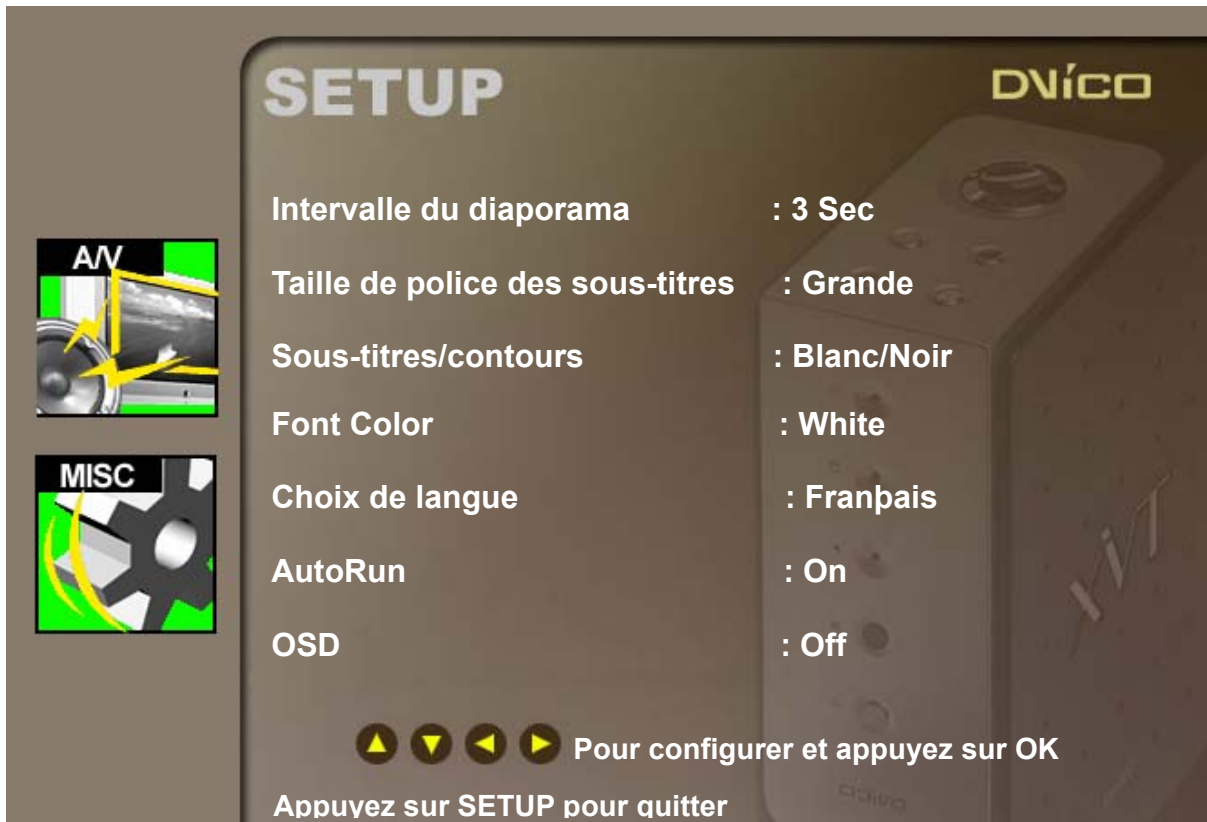 SETUP
DVíco
A/V
MISC
Intervalle du diaporama : 3 Sec
Taille de police des sous-titres : Grande
Sous-titres/contours : Blanc/Noir
Font Color : White
Choix de langue : Franþais
AutoRun : On
OSD : Off
Pour configurer et appuyez sur OK
Appuyez sur SETUP pour quitter